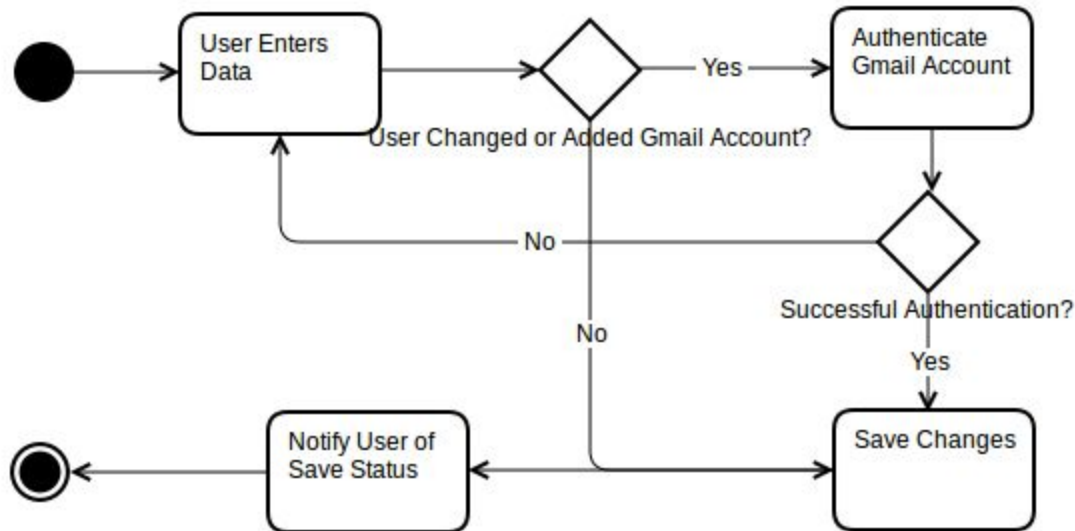 User Enters
Data
Yes
Authenticate
Gmail Account
User Changed or Added Gmail Account?
No
Successful Authentication?
No
Yes
Notify User of
Save Status
Save Changes